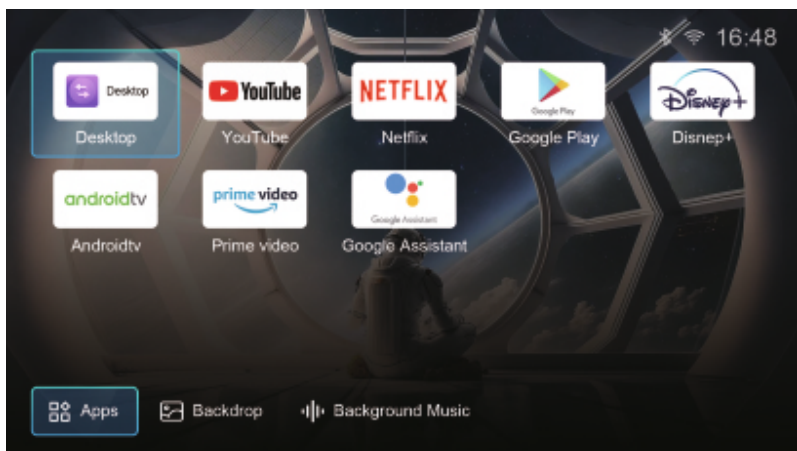 16:48
Desktop
YouTube
NETFLIX
Google Play
Disnep+
Desktop
YouTube
Netflix
Google Play
Disnep+
androidtv
prime video
Google Assistant
Androidtv
Prime video
Google Assistant
Apps
Backdrop
Background Music